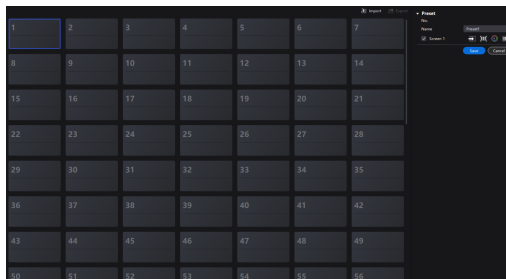 Import Export
Preset
No.
Name Preset1
Screen 1
Save Cancel
1 2 3 4 5 6 7
8 9 10 11 12 13 14
15 16 17 18 19 20 21
22 23 24 25 26 27 28
29 30 31 32 33 34 35
36 37 38 39 40 41 42
43 44 45 46 47 48 49
50 51 52 53 54 55 56